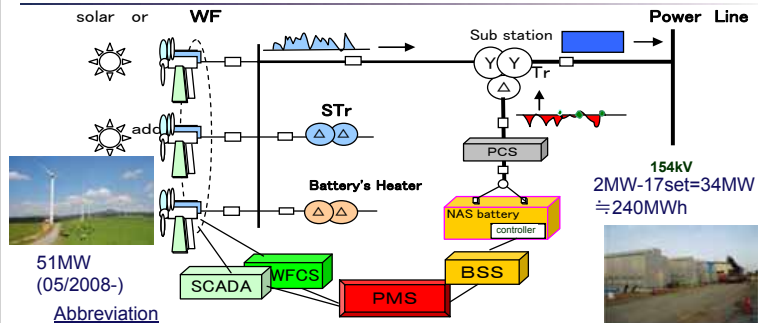 solar or WF
Sub station
Power Line
Y Y
Tr
Δ
add
STr
Δ Δ
PCS
154kV
2MW-17set=34MW
≒240MWh
Battery's Heater
Δ Δ
NAS battery
controller
51MW
(05/2008-)
WFCS
BSS
SCADA
PMS
Abbreviation